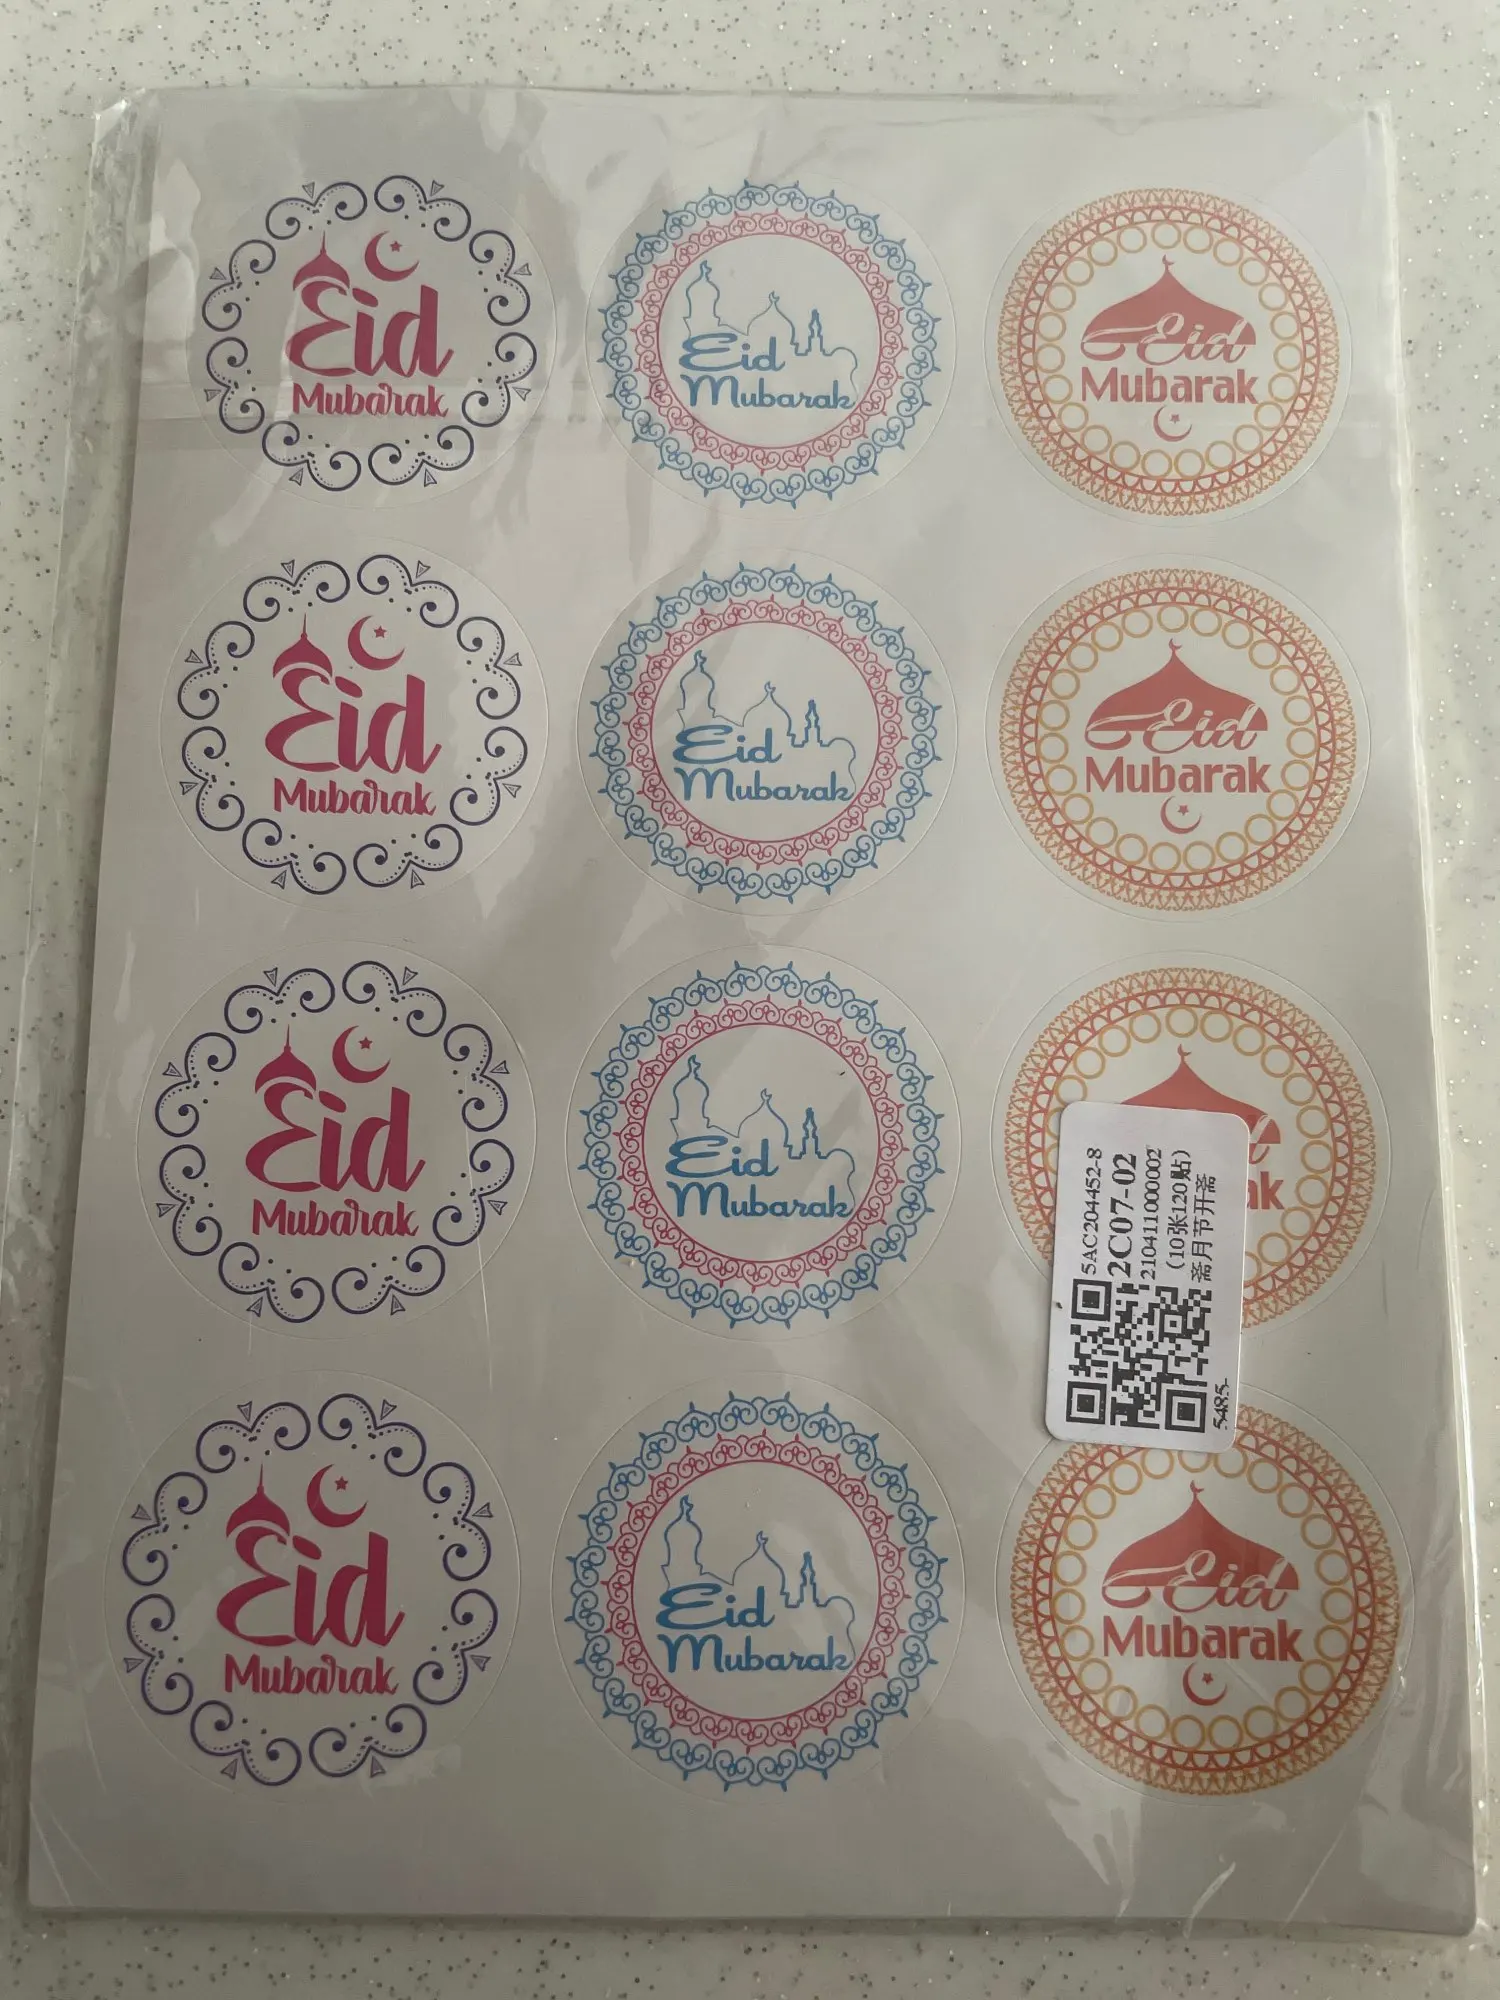 Eid
Mubarak
Eid
Mubarak
Eid
Mubarak
Eid
Mubarak
Eid
Mubarak
Eid
Mubarak
Eid
Mubarak
Eid
Mubarak
5AC204452-8
2C07-02
210411000002
(10张120贴)
斋月节开斋
5485-
Eid
Mubarak
Eid
Mubarak
Eid
Mubarak